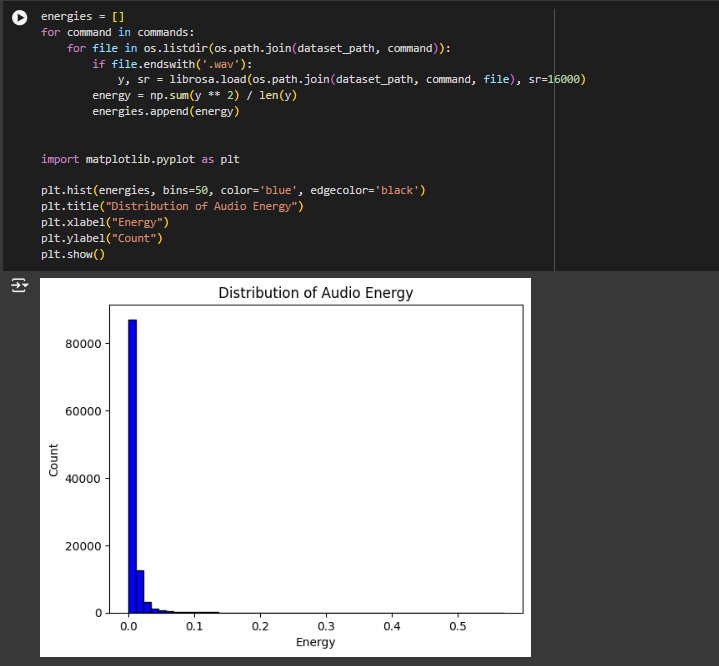 energies = []
for command in commands:
    for file in os.listdir(os.path.join(dataset_path, command)):
        if file.endswith('.wav'):
            y, sr = librosa.load(os.path.join(dataset_path, command, file), sr=16000)
        energy = np.sum(y ** 2) / len(y)
        energies.append(energy)
import matplotlib.pyplot as plt
plt.hist(energies, bins=50, color='blue', edgecolor='black')
plt.title("Distribution of Audio Energy")
plt.xlabel("Energy")
plt.ylabel("Count")
plt.show()
Distribution of Audio Energy
80000
60000
40000
20000
0
Count
0.0 0.1 0.2 0.3 0.4 0.5
Energy